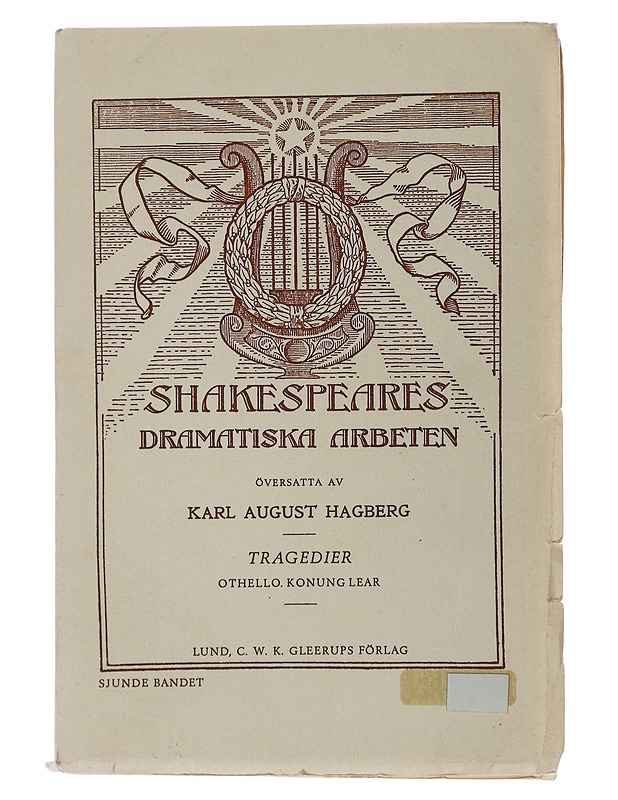 SHAKESPEARES
DRAMATISKA ARBETEN
ÖVERSATTA AV
KARL AUGUST HAGBERG
TRAGEDIER
OTHELLO. KONUNG LEAR
LUND, C. W. K. GLEERUPS FÖRLAG
SJUNDE BANDET